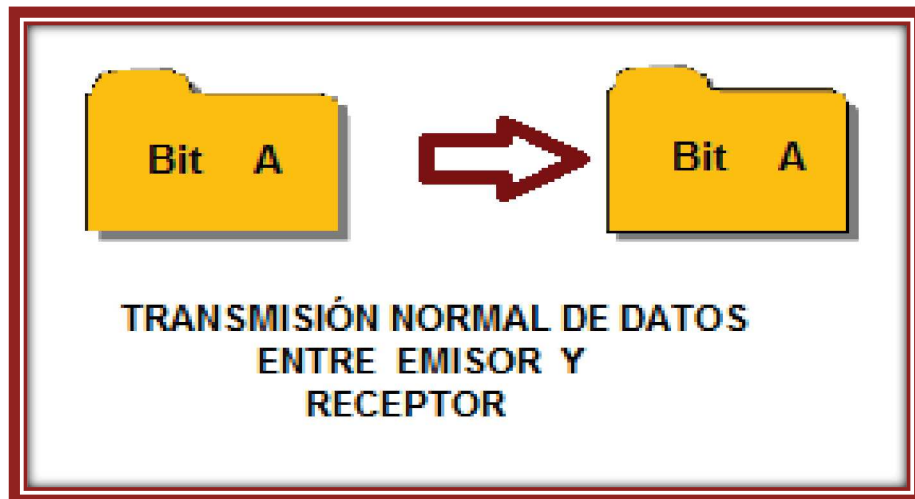 Bit A
Bit A
TRANSMISIÓN NORMAL DE DATOS
ENTRE EMISOR Y
RECEPTOR